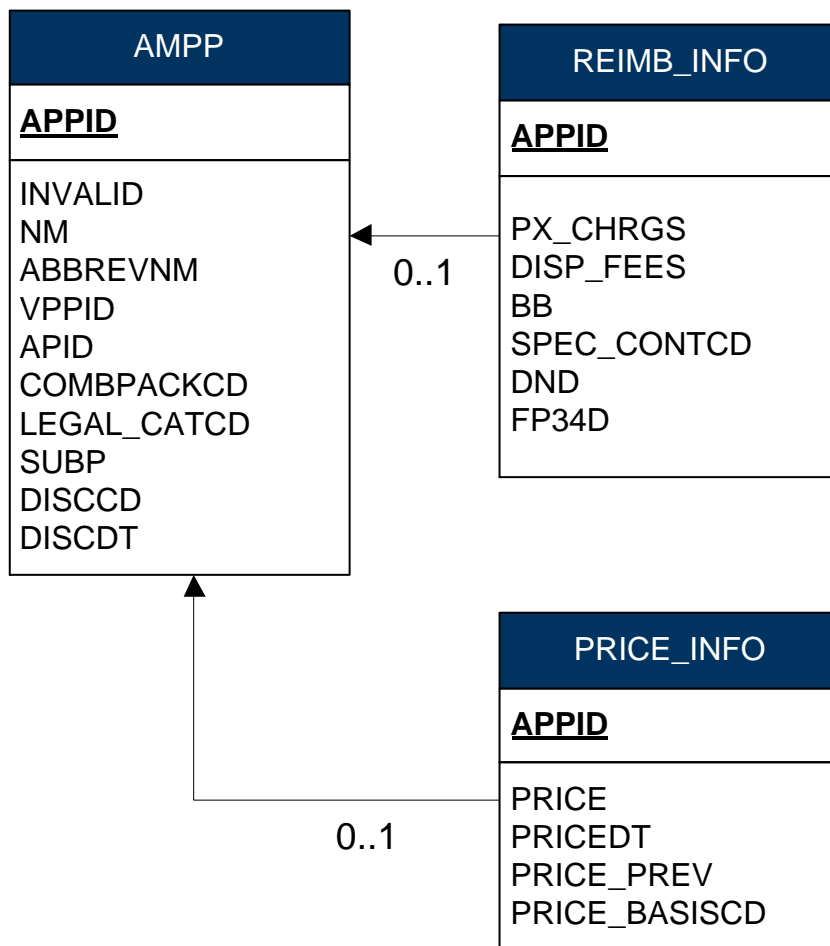 AMPP
APPID
INVALID
NM
ABBREVNM
VPPID
APID
COMBPACKCD
LEGAL_CATCD
SUBP
DISCCD
DISCDT
0..1
REIMB_INFO
APPID
PX_CHRGS
DISP_FEES
BB
SPEC_CONTCD
DND
FP34D
0..1
PRICE_INFO
APPID
PRICE
PRICEDT
PRICE_PREV
PRICE_BASISCD